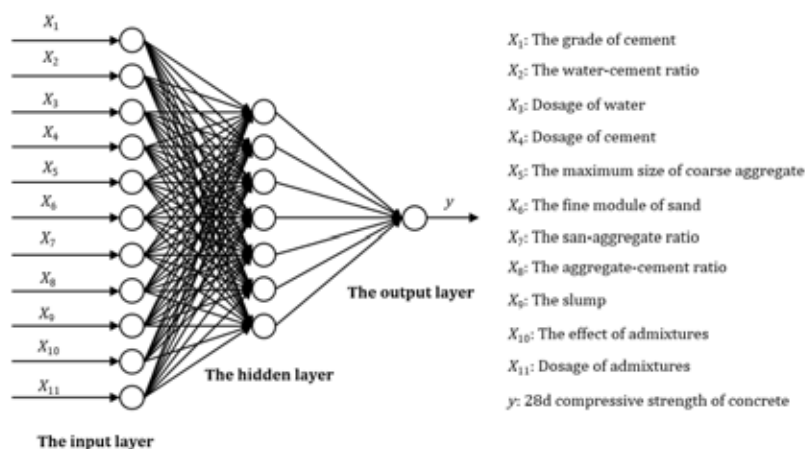 X₁
X₂
X₃
X₄
X₅
X₆
X₇
X₈
X₉
X₁₀
X₁₁
The input layer
The hidden layer
The output layer
y
X₁: The grade of cement
X₂: The water-cement ratio
X₃: Dosage of water
X₄: Dosage of cement
X₅: The maximum size of coarse aggregate
X₆: The fine module of sand
X₇: The san-aggregate ratio
X₈: The aggregate-cement ratio
X₉: The slump
X₁₀: The effect of admixtures
X₁₁: Dosage of admixtures
y: 28d compressive strength of concrete